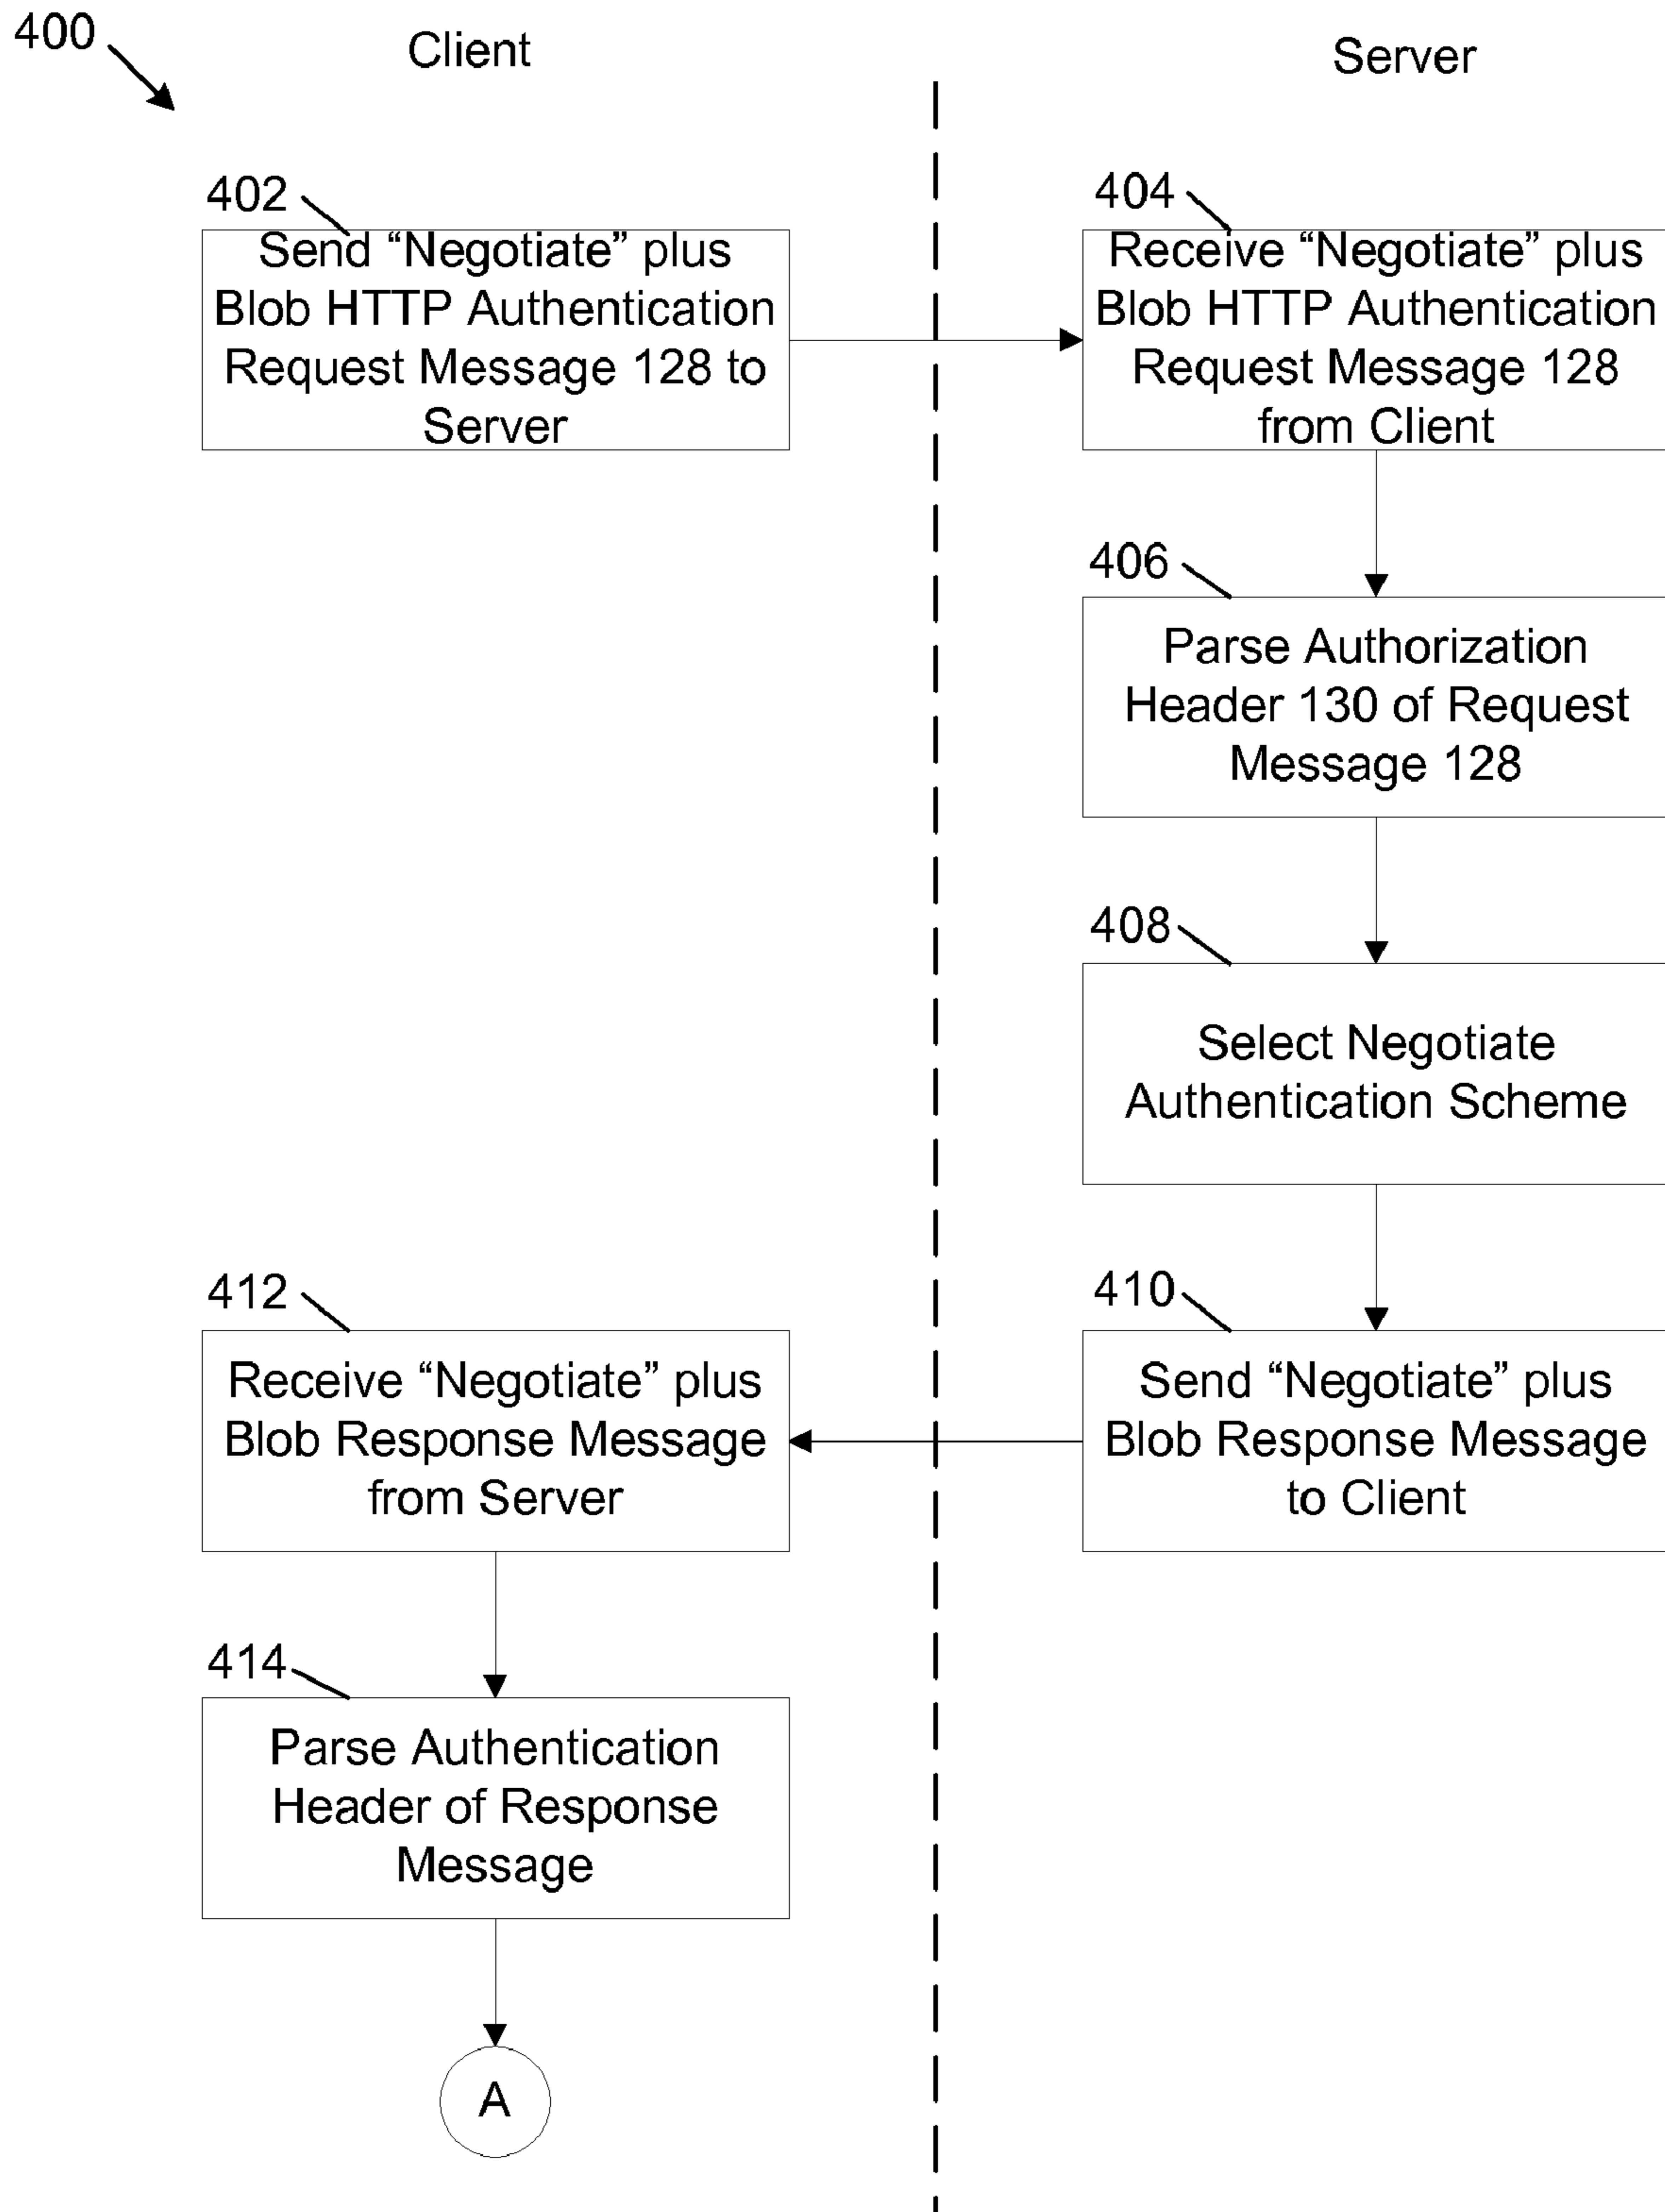 400
Client
Server
402
Send “Negotiate” plus
Blob HTTP Authentication
Request Message 128 to
Server
404
Receive “Negotiate” plus
Blob HTTP Authentication
Request Message 128
from Client
406
Parse Authorization
Header 130 of Request
Message 128
408
Select Negotiate
Authentication Scheme
410
Send “Negotiate” plus
Blob Response Message
to Client
412
Receive “Negotiate” plus
Blob Response Message
from Server
414
Parse Authentication
Header of Response
Message
A